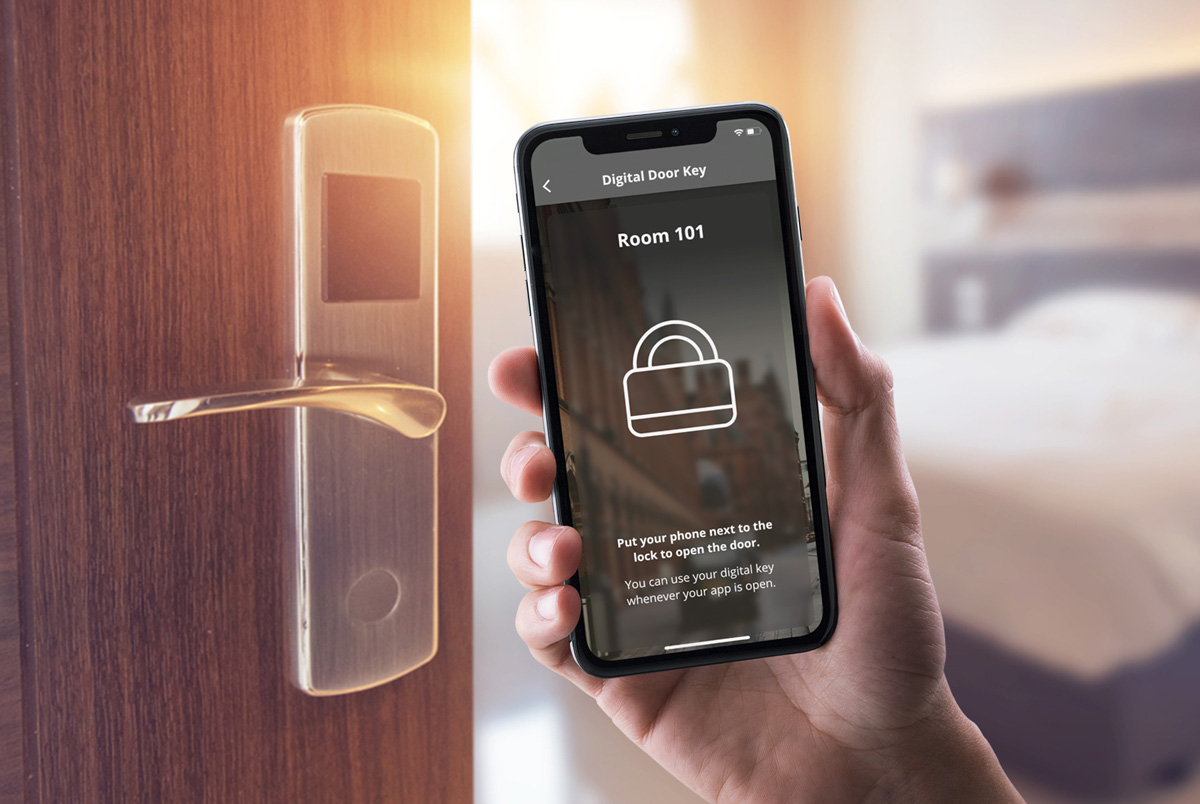 Digital Door Key
Room 101
Put your phone next to the
lock to open the door.
You can use your digital key
whenever your app is open.